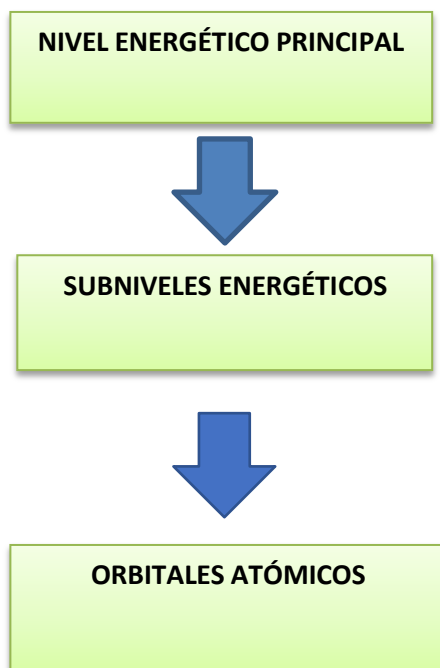 NIVEL ENERGÉTICO PRINCIPAL
SUBNIVELES ENERGÉTICOS
ORBITALES ATÓMICOS